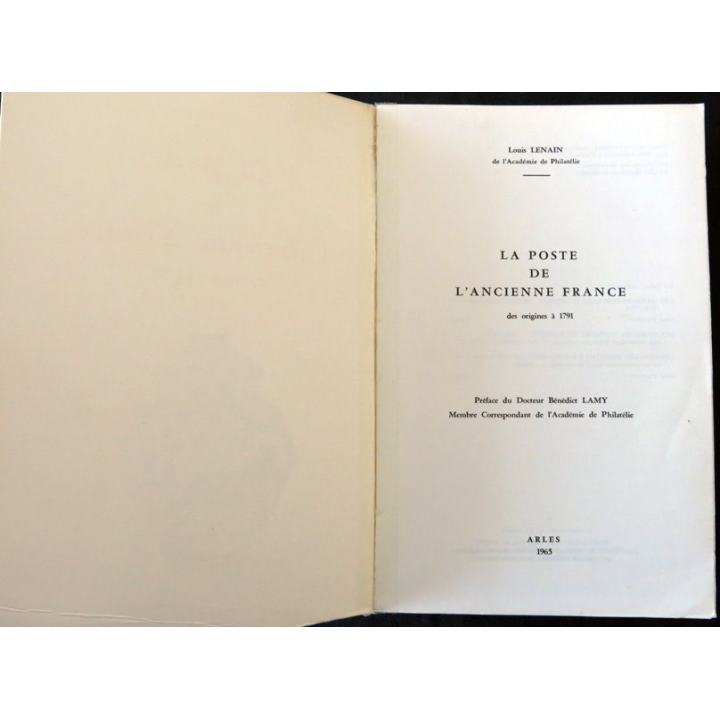 Louis LENAIN
de l'Académie de Philatélie
LA POSTE
DE
L'ANCIENNE FRANCE
des origines à 1791
Préface du Docteur Bénédict LAMY
Membre Correspondant de l'Académie de Philatélie
ARLES
1965